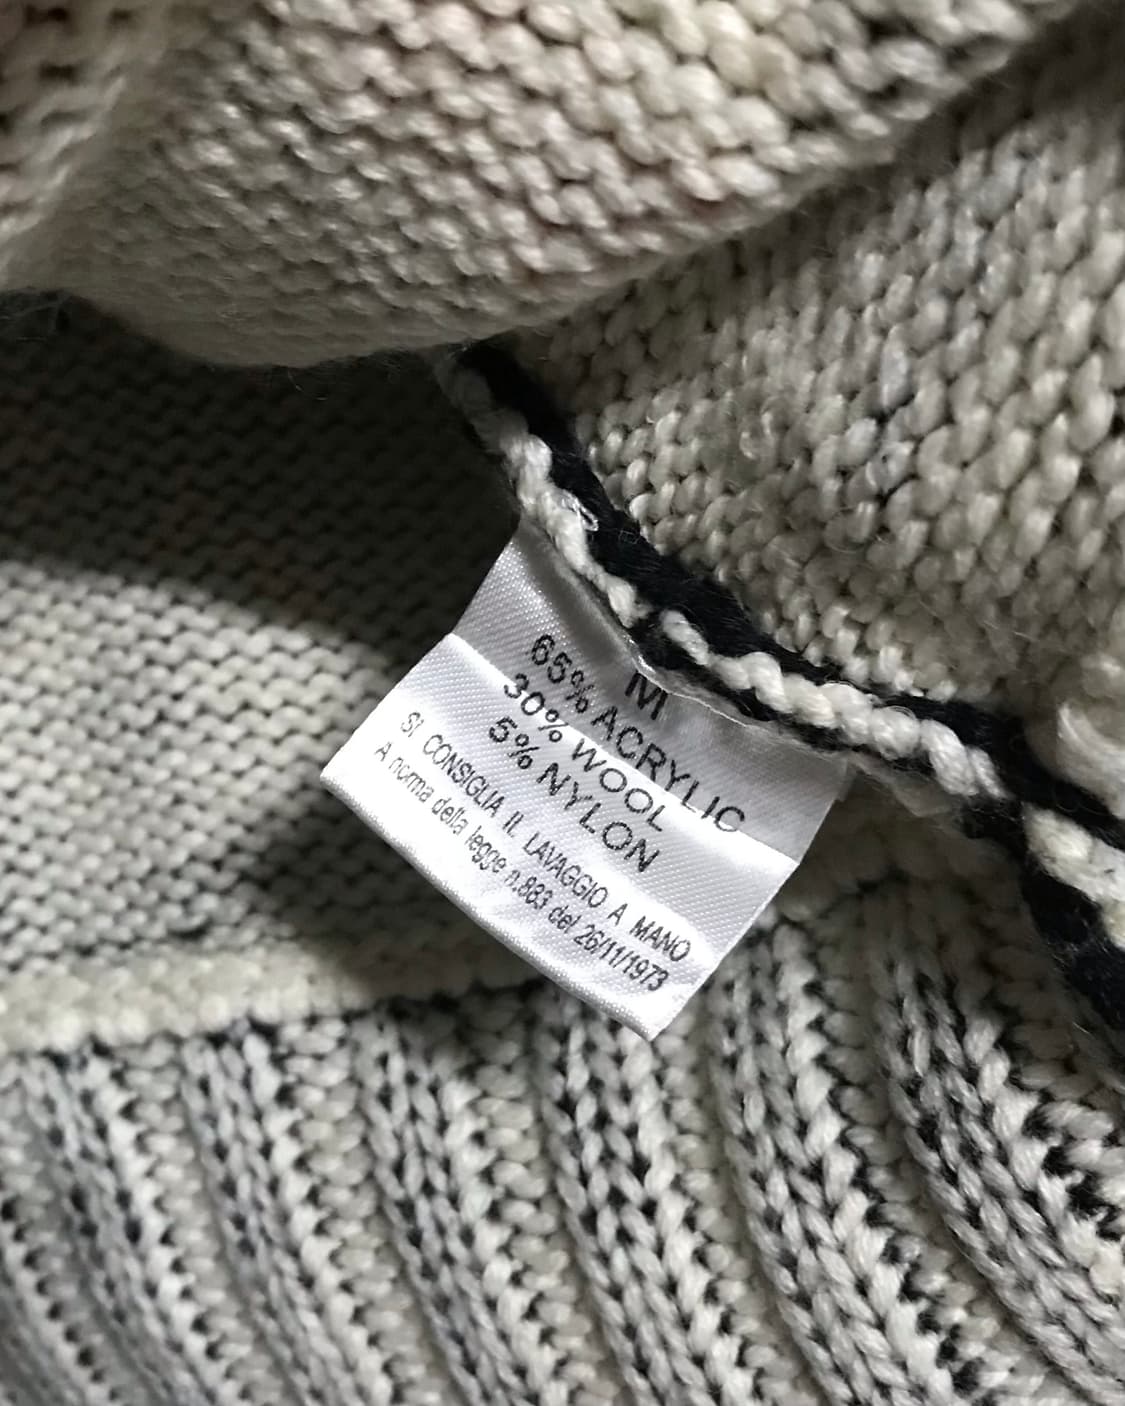 M
65% ACRYLIC
30% WOOL
5% NYLON
SI CONSIGLIA IL LAVAGGIO A MANO
A norma della legge n.883 del 26/11/1973